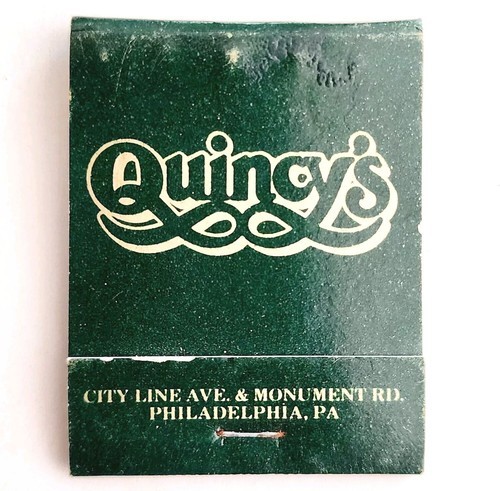 Quincy's
CITY LINE AVE. & MONUMENT RD.
PHILADELPHIA, PA